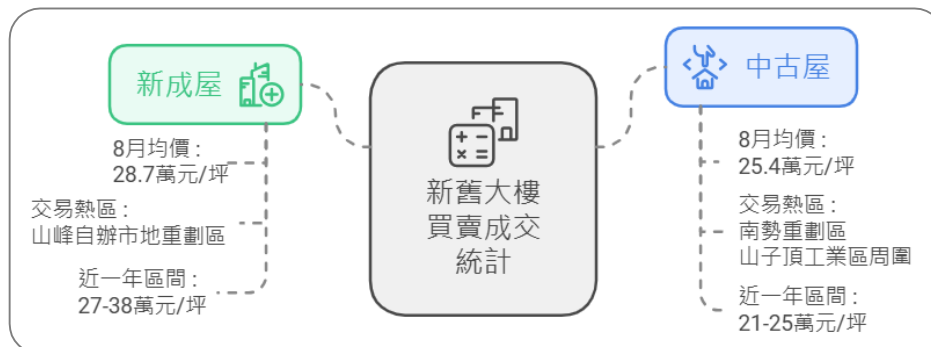 新成屋
8月均價：
28.7萬元/坪
交易熱區：
山峰自辦市地重劃區
近一年區間：
27-38萬元/坪
新舊大樓
買賣成交
統計
中古屋
8月均價：
25.4萬元/坪
交易熱區：
南勢重劃區
山子頂工業區周圍
近一年區間：
21-25萬元/坪